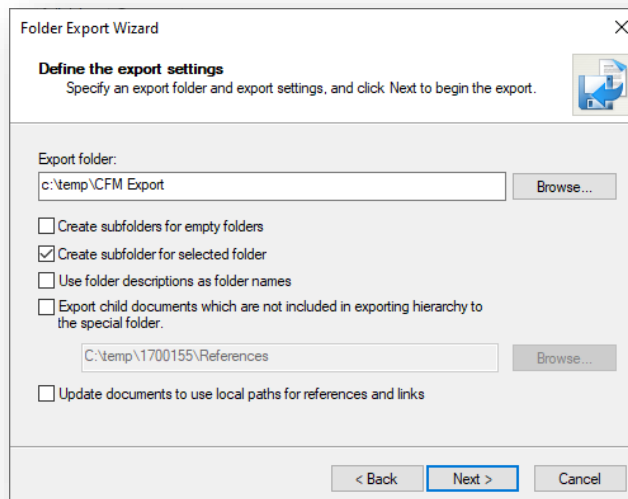 Folder Export Wizard
Define the export settings
Specify an export folder and export settings, and click Next to begin the export.
Export folder:
c:\temp\CFM Export
Browse...
Create subfolders for empty folders
Create subfolder for selected folder
Use folder descriptions as folder names
Export child documents which are not included in exporting hierarchy to
the special folder.
C:\temp\1700155\References
Browse...
Update documents to use local paths for references and links
< Back
Next >
Cancel